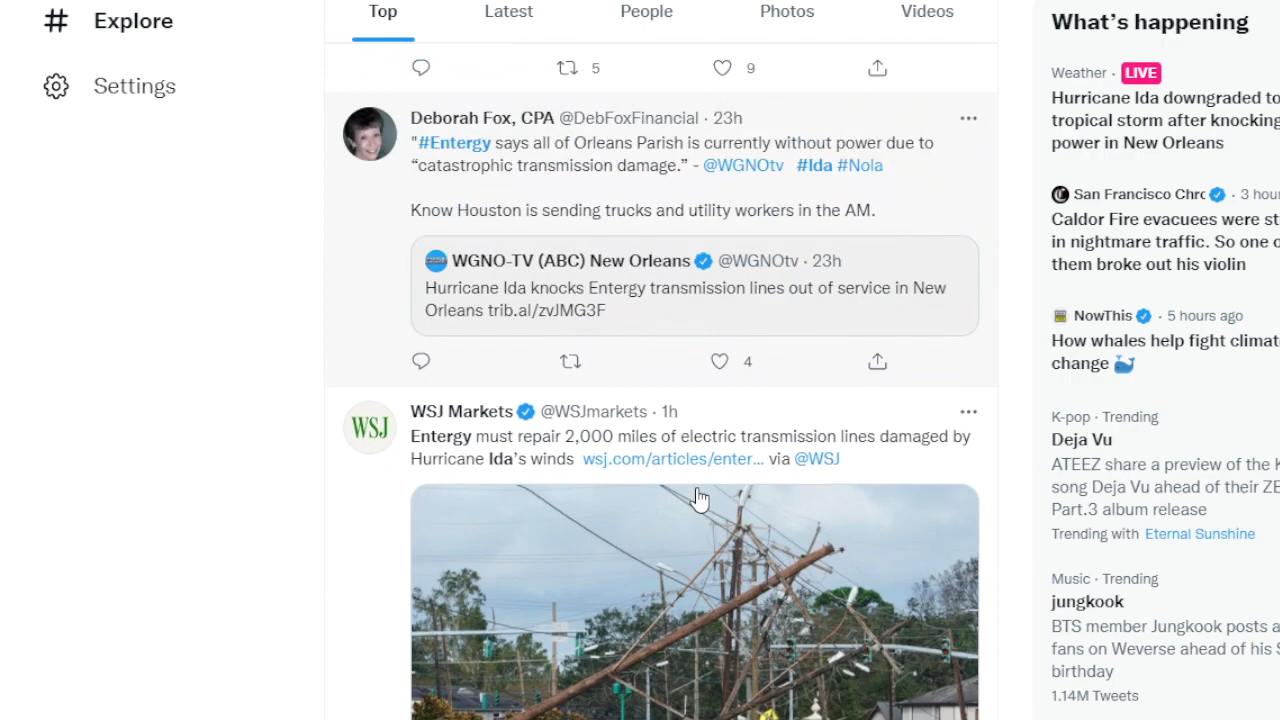 Explore
Settings
Top Latest People Photos Videos
5 9
Deborah Fox, CPA @DebFoxFinancial · 23h
"#Entergy says all of Orleans Parish is currently without power due to
“catastrophic transmission damage.” - @WGNOtv #Ida #Nola
Know Houston is sending trucks and utility workers in the AM.
WGNO-TV (ABC) New Orleans @WGNOtv · 23h
Hurricane Ida knocks Entergy transmission lines out of service in New
Orleans trib.al/zvJMG3F
4
WSJ
WSJ Markets @WSJmarkets · 1h
Entergy must repair 2,000 miles of electric transmission lines damaged by
Hurricane Ida’s winds wsj.com/articles/enter... via @WSJ
What’s happening
Weather · LIVE
Hurricane Ida downgraded to
tropical storm after knocking
power in New Orleans
San Francisco Chrc · 3 hour
Caldor Fire evacuees were st
in nightmare traffic. So one o
them broke out his violin
NowThis · 5 hours ago
How whales help fight climat
change
K-pop · Trending
Deja Vu
ATEEZ share a preview of the K
song Deja Vu ahead of their ZE
Part.3 album release
Trending with Eternal Sunshine
Music · Trending
jungkook
BTS member Jungkook posts a
fans on Weverse ahead of his S
birthday
1.14M Tweets